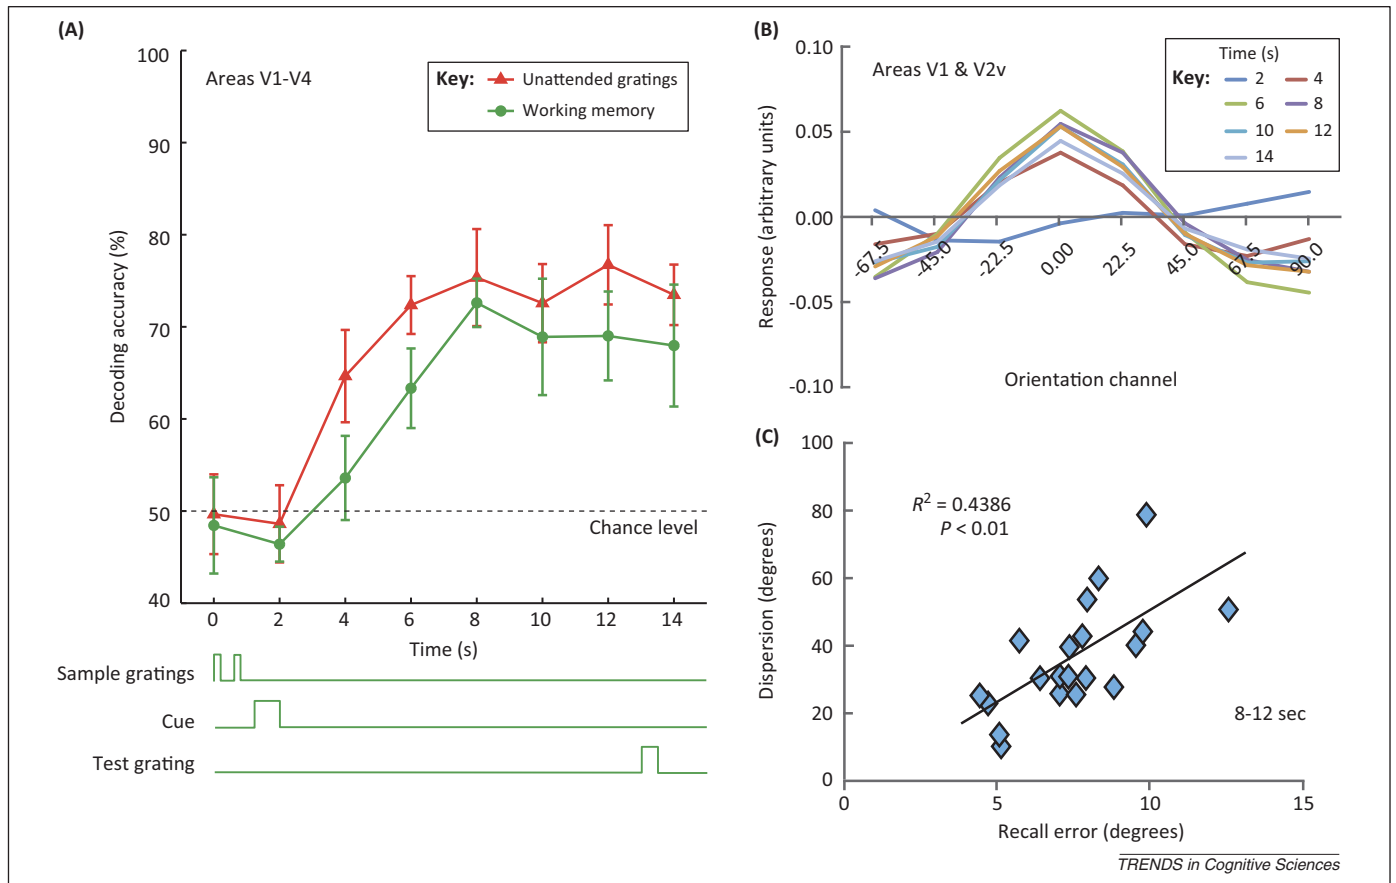 (A)
100
90
80
70
60
50
40
Decoding accuracy (%)
Areas V1-V4
Key: Unattended gratings
Working memory
Chance level
0 2 4 6 8 10 12 14
Time (s)
Sample gratings
Cue
Test grating
(B)
0.10
0.05
0.00
-0.05
-0.10
Response (arbitrary units)
Areas V1 & V2v
Time (s)
Key: 2 4
6 8
10 12
14
-67.5 -45.0 -22.5 0.00 22.5 45.0 67.5 90.0
Orientation channel
(C)
100
80
60
40
20
0
Dispersion (degrees)
R² = 0.4386
P < 0.01
8-12 sec
0 5 10 15
Recall error (degrees)
TRENDS in Cognitive Sciences